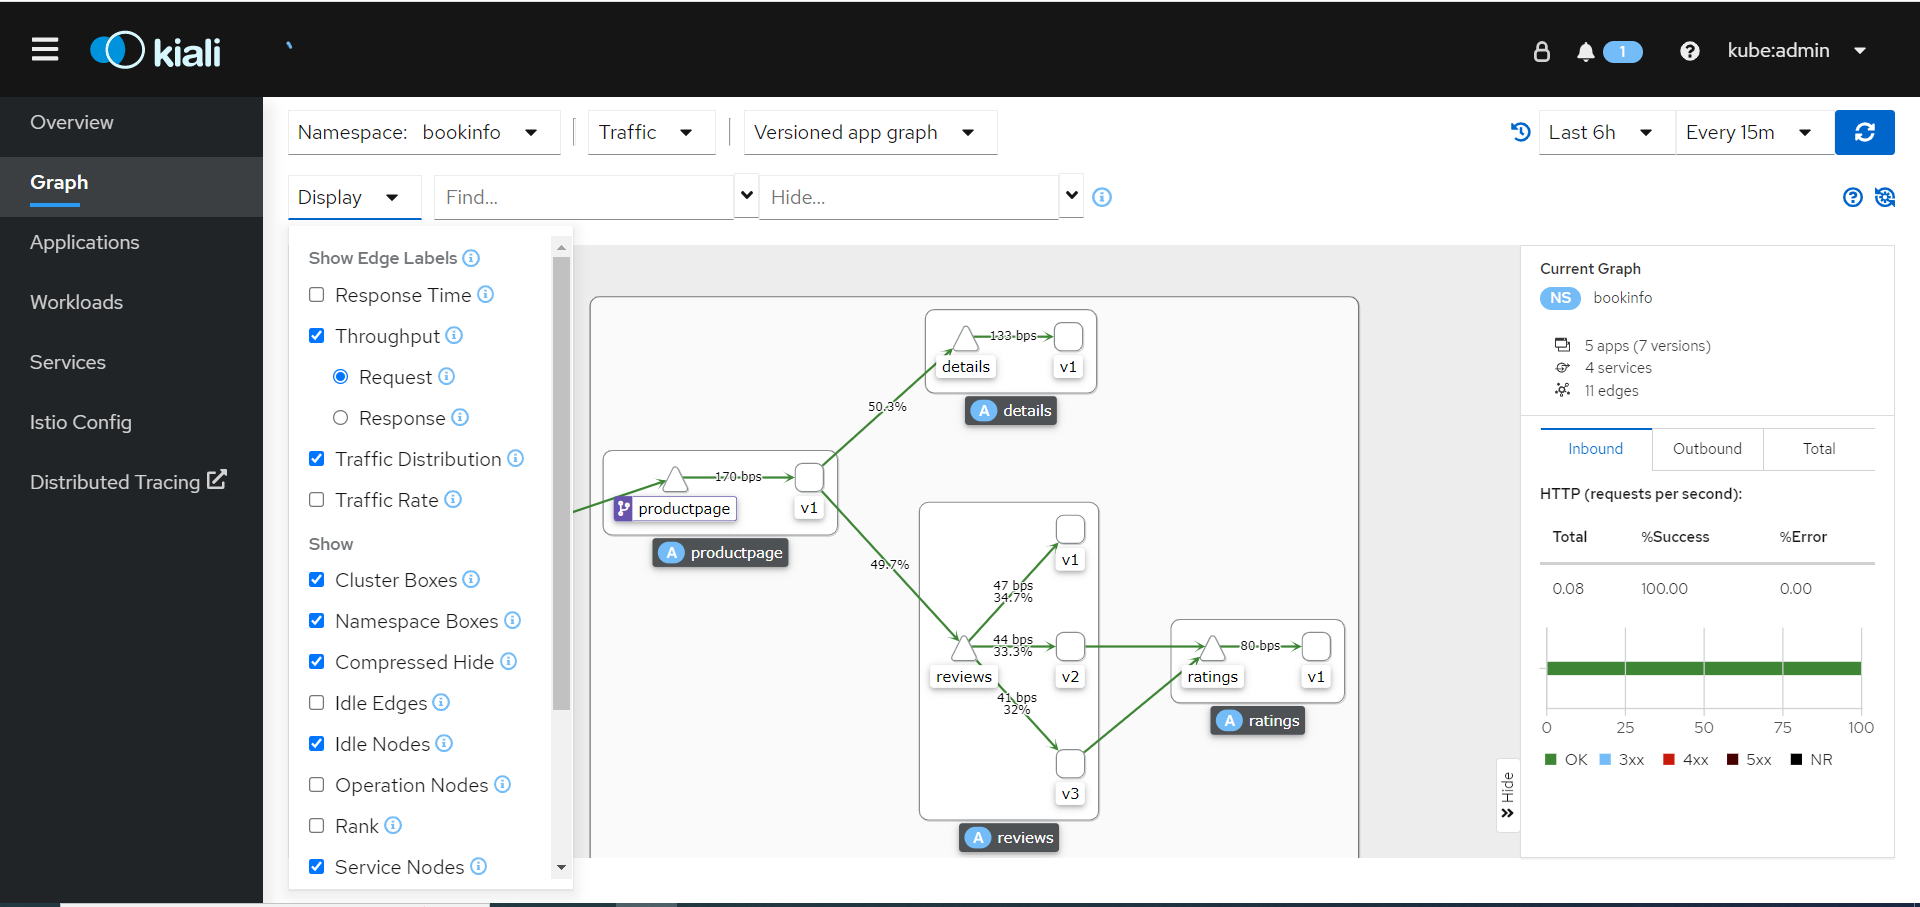 kiali
1
kube:admin
Overview
Graph
Applications
Workloads
Services
Istio Config
Distributed Tracing
Namespace: bookinfo
Traffic
Versioned app graph
Last 6h
Every 15m
Display
Find...
Hide...
Show Edge Labels
Response Time
Throughput
Request
Response
Traffic Distribution
Traffic Rate
Show
Cluster Boxes
Namespace Boxes
Compressed Hide
Idle Edges
Idle Nodes
Operation Nodes
Rank
Service Nodes
133 bps
details
v1
A details
50.3%
170 bps
productpage
v1
A productpage
49.7%
v1
47 bps
34.7%
44 bps
33.3%
reviews
v2
41 bps
32%
v3
A reviews
80 bps
ratings
v1
A ratings
Hide
Current Graph
NS bookinfo
5 apps (7 versions)
4 services
11 edges
Inbound
Outbound
Total
HTTP (requests per second):
Total %Success %Error
0.08 100.00 0.00
0 25 50 75 100
OK 3xx 4xx 5xx NR